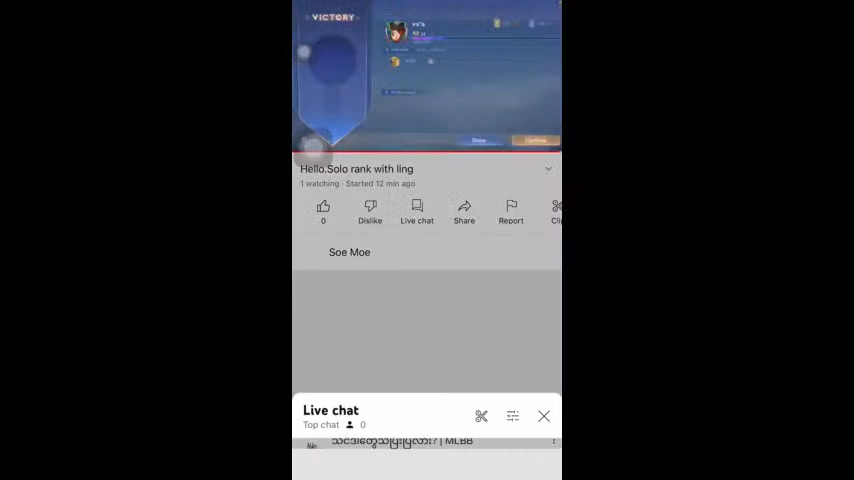 VICTORY
Hello.Solo rank with ling
1 watching · Started 12 min ago
0
Dislike
Live chat
Share
Report
Soe Moe
Live chat
Top chat
0
| MLBB